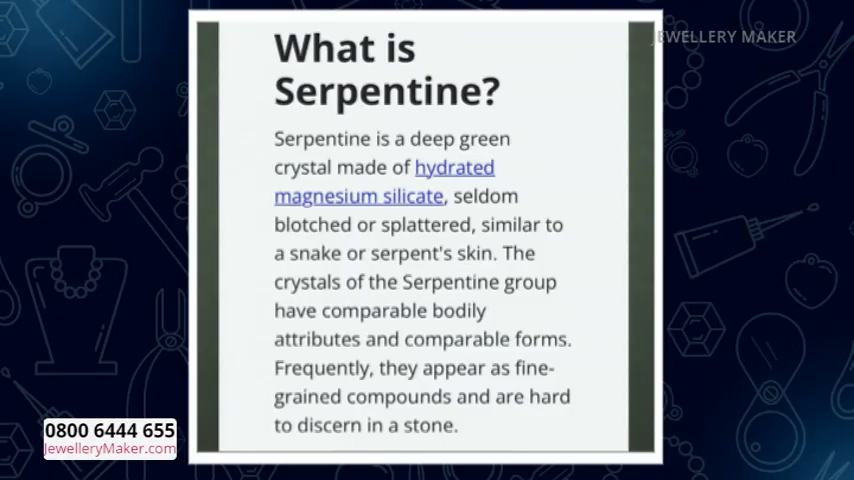 JEWELLERY MAKER
What is
Serpentine?
Serpentine is a deep green
crystal made of hydrated
magnesium silicate, seldom
blotched or splattered, similar to
a snake or serpent's skin. The
crystals of the Serpentine group
have comparable bodily
attributes and comparable forms.
Frequently, they appear as fine-
grained compounds and are hard
to discern in a stone.
0800 6444 655
JewelleryMaker.com